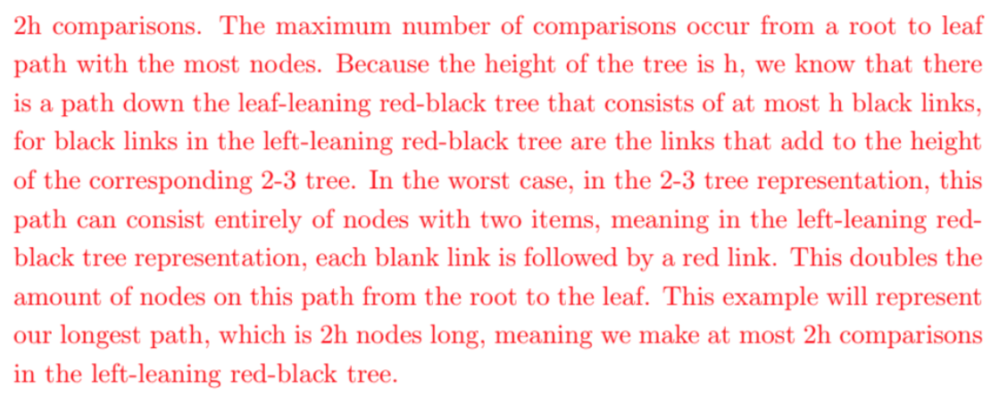 2h comparisons. The maximum number of comparisons occur from a root to leaf
path with the most nodes. Because the height of the tree is h, we know that there
is a path down the leaf-leaning red-black tree that consists of at most h black links,
for black links in the left-leaning red-black tree are the links that add to the height
of the corresponding 2-3 tree. In the worst case, in the 2-3 tree representation, this
path can consist entirely of nodes with two items, meaning in the left-leaning red-
black tree representation, each blank link is followed by a red link. This doubles the
amount of nodes on this path from the root to the leaf. This example will represent
our longest path, which is 2h nodes long, meaning we make at most 2h comparisons
in the left-leaning red-black tree.